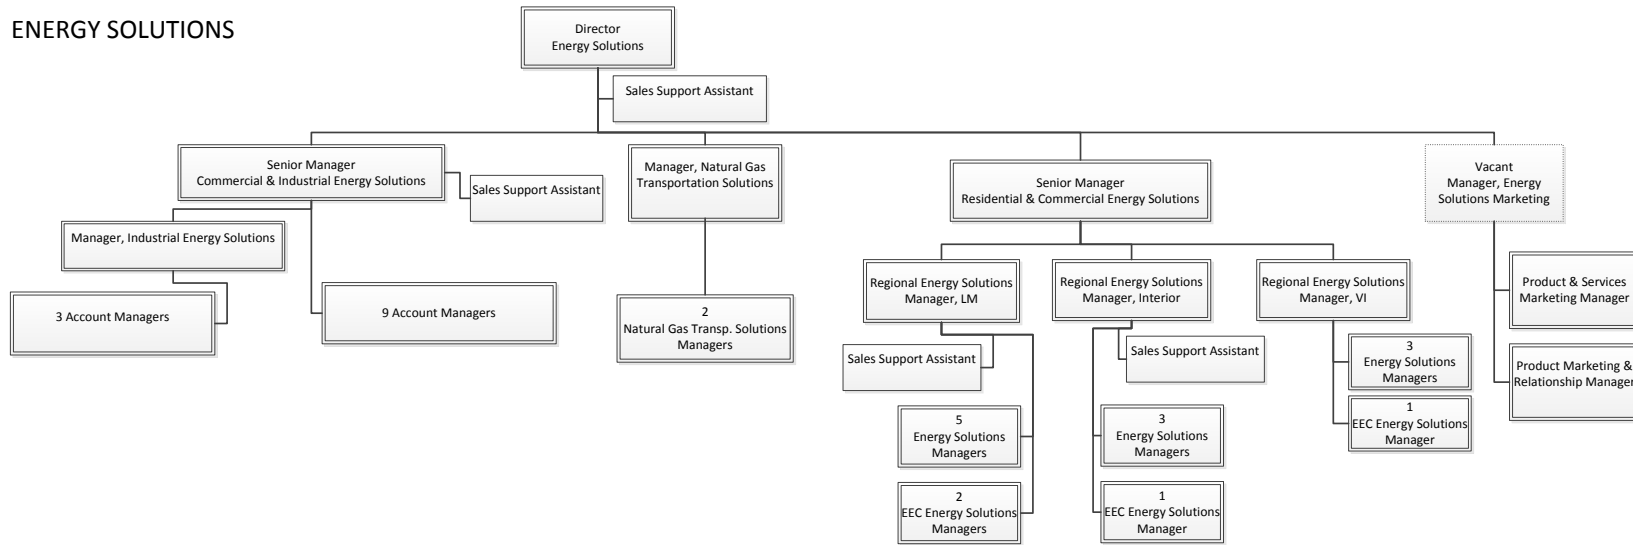 ENERGY SOLUTIONS
Director
Energy Solutions
Sales Support Assistant
Senior Manager
Commercial & Industrial Energy Solutions
Sales Support Assistant
Manager, Industrial Energy Solutions
3 Account Managers
9 Account Managers
Manager, Natural Gas
Transportation Solutions
2
Natural Gas Transp. Solutions
Managers
Senior Manager
Residential & Commercial Energy Solutions
Regional Energy Solutions
Manager, LM
Sales Support Assistant
5
Energy Solutions
Managers
2
EEC Energy Solutions
Managers
Regional Energy Solutions
Manager, Interior
Sales Support Assistant
3
Energy Solutions
Managers
1
EEC Energy Solutions
Manager
Regional Energy Solutions
Manager, VI
3
Energy Solutions
Managers
1
EEC Energy Solutions
Manager
Vacant
Manager, Energy
Solutions Marketing
Product & Services
Marketing Manager
Product Marketing &
Relationship Manager